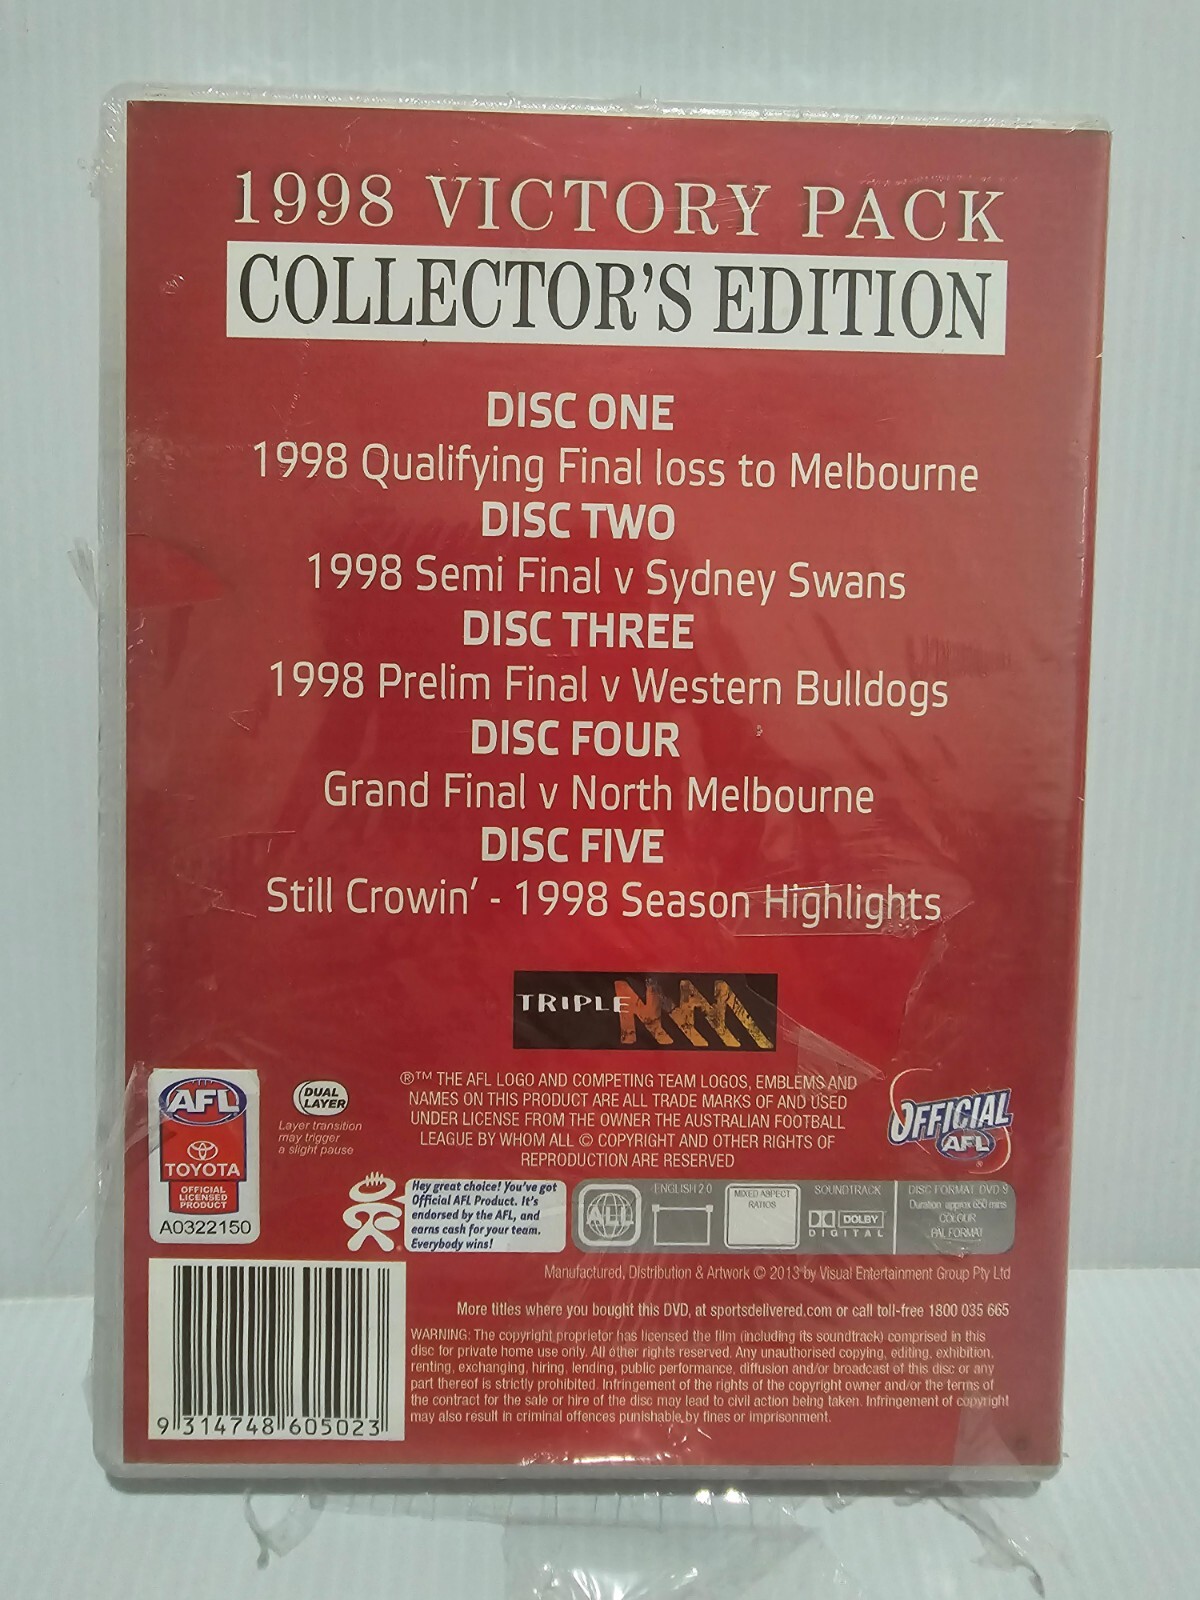 1998 VICTORY PACK
COLLECTOR'S EDITION
DISC ONE
1998 Qualifying Final loss to Melbourne
DISC TWO
1998 Semi Final v Sydney Swans
DISC THREE
1998 Prelim Final v Western Bulldogs
DISC FOUR
Grand Final v North Melbourne
DISC FIVE
Still Crowin' - 1998 Season Highlights
TRIPLE M
®™ THE AFL LOGO AND COMPETING TEAM LOGOS, EMBLEMS AND
NAMES ON THIS PRODUCT ARE ALL TRADE MARKS OF AND USED
UNDER LICENSE FROM THE OWNER THE AUSTRALIAN FOOTBALL
LEAGUE BY WHOM ALL © COPYRIGHT AND OTHER RIGHTS OF
REPRODUCTION ARE RESERVED
AFL
TOYOTA
OFFICIAL
LICENSED
PRODUCT
A0322150
DUAL
LAYER
Layer transition
may trigger
a slight pause
OFFICIAL
AFL
®
Hey great choice! You've got
Official AFL Product. It's
endorsed by the AFL, and
earns cash for your team.
Everybody wins!
ALL
ENGLISH 2.0
MIXED ASPECT
RATIOS
SOUNDTRACK
DOLBY
DIGITAL
DISC FORMAT DVD 9
Duration approx 650 mins
COLOUR
PAL FORMAT
Manufactured, Distribution & Artwork © 2013 by Visual Entertainment Group Pty Ltd
More titles where you bought this DVD, at sportsdelivered.com or call toll-free 1800 035 665
WARNING: The copyright proprietor has licensed the film (including its soundtrack) comprised in this
disc for private home use only. All other rights reserved. Any unauthorised copying, editing, exhibition,
renting, exchanging, hiring, lending, public performance, diffusion and/or broadcast of this disc or any
part thereof is strictly prohibited. Infringement of the rights of the copyright owner and/or the terms of
the contract for the sale or hire of the disc may lead to civil action being taken. Infringement of copyright
may also result in criminal offences punishable by fines or imprisonment.
9 314748 605023